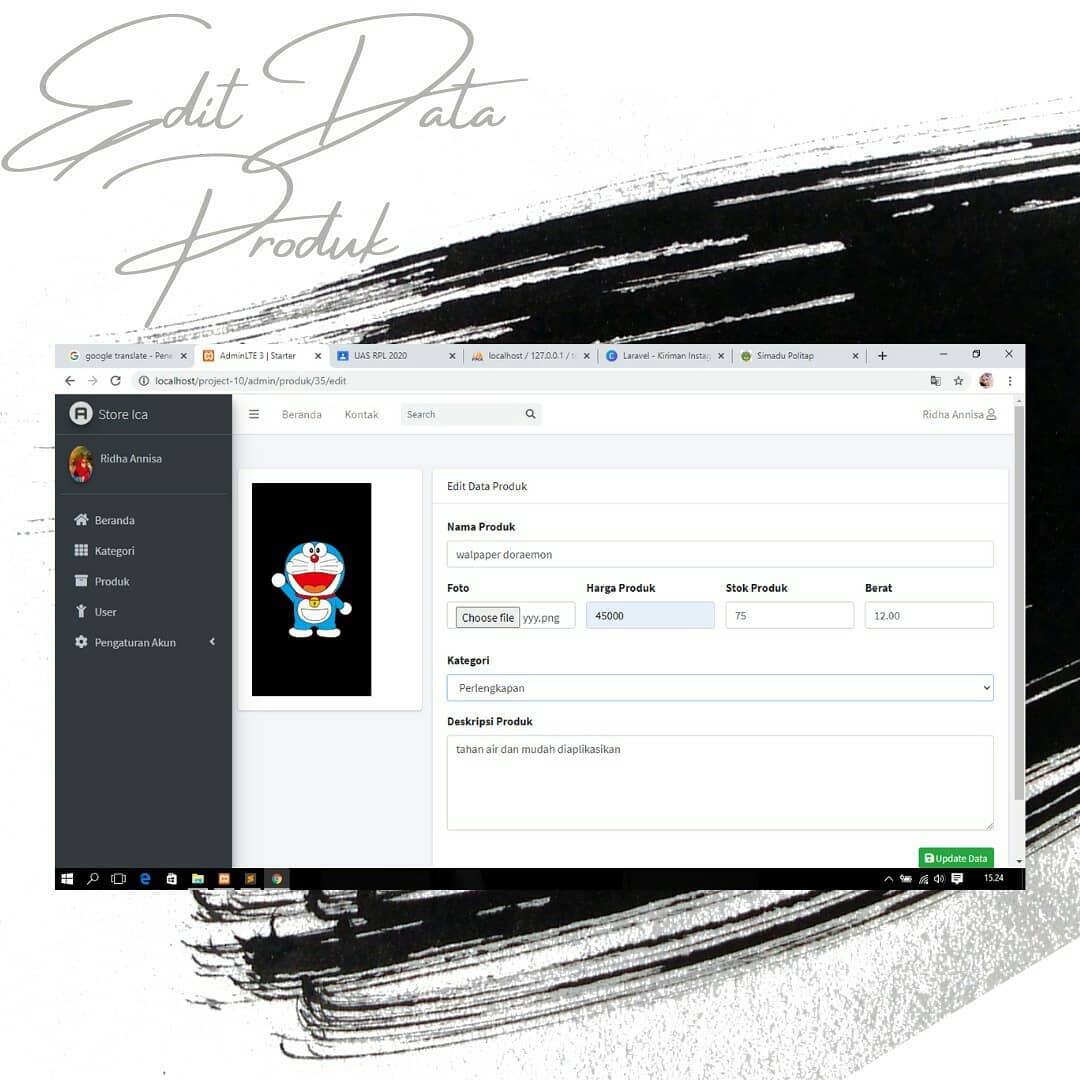 Edit Data
Produk
google translate - Pene
AdminLTE 3 | Starter
UAS RPL 2020
localhost / 127.0.0.1 / t
Laravel - Kiriman Insta
Simadu Politap
localhost/project-10/admin/produk/35/edit
Store Ica
Beranda
Kontak
Search
Ridha Annisa
Ridha Annisa
Beranda
Kategori
Produk
User
Pengaturan Akun
Edit Data Produk
Nama Produk
walpaper doraemon
Foto
Harga Produk
Stok Produk
Berat
Choose file yyy.png
45000
75
12.00
Kategori
Perlengkapan
Deskripsi Produk
tahan air dan mudah diaplikasikan
Update Data
15.24